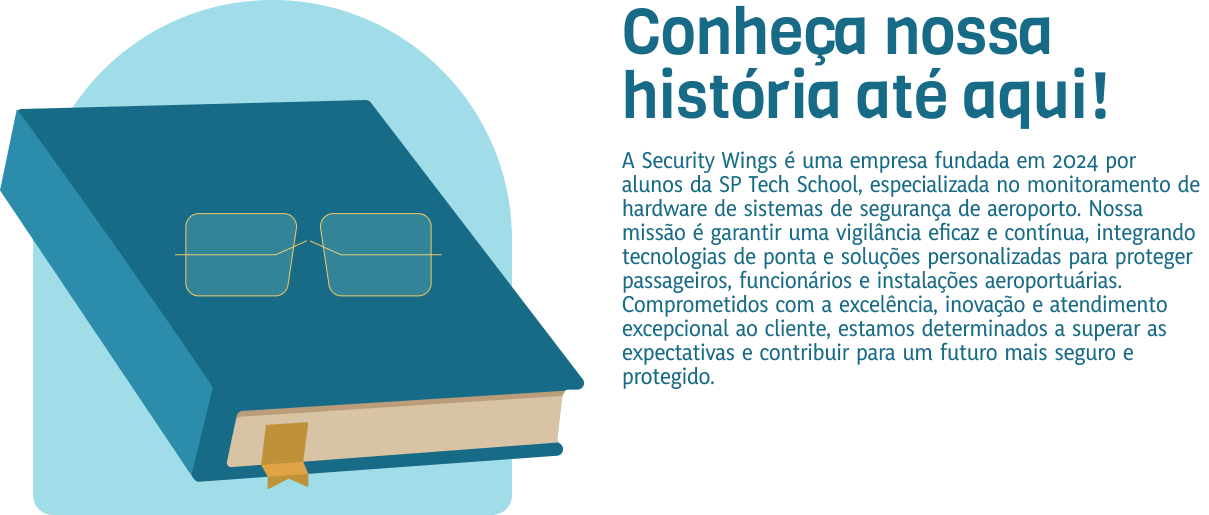 Conheça nossa
história até aqui!
A Security Wings é uma empresa fundada em 2024 por
alunos da SP Tech School, especializada no monitoramento de
hardware de sistemas de segurança de aeroporto. Nossa
missão é garantir uma vigilância eficaz e contínua, integrando
tecnologias de ponta e soluções personalizadas para proteger
passageiros, funcionários e instalações aeroportuárias.
Comprometidos com a excelência, inovação e atendimento
excepcional ao cliente, estamos determinados a superar as
expectativas e contribuir para um futuro mais seguro e
protegido.